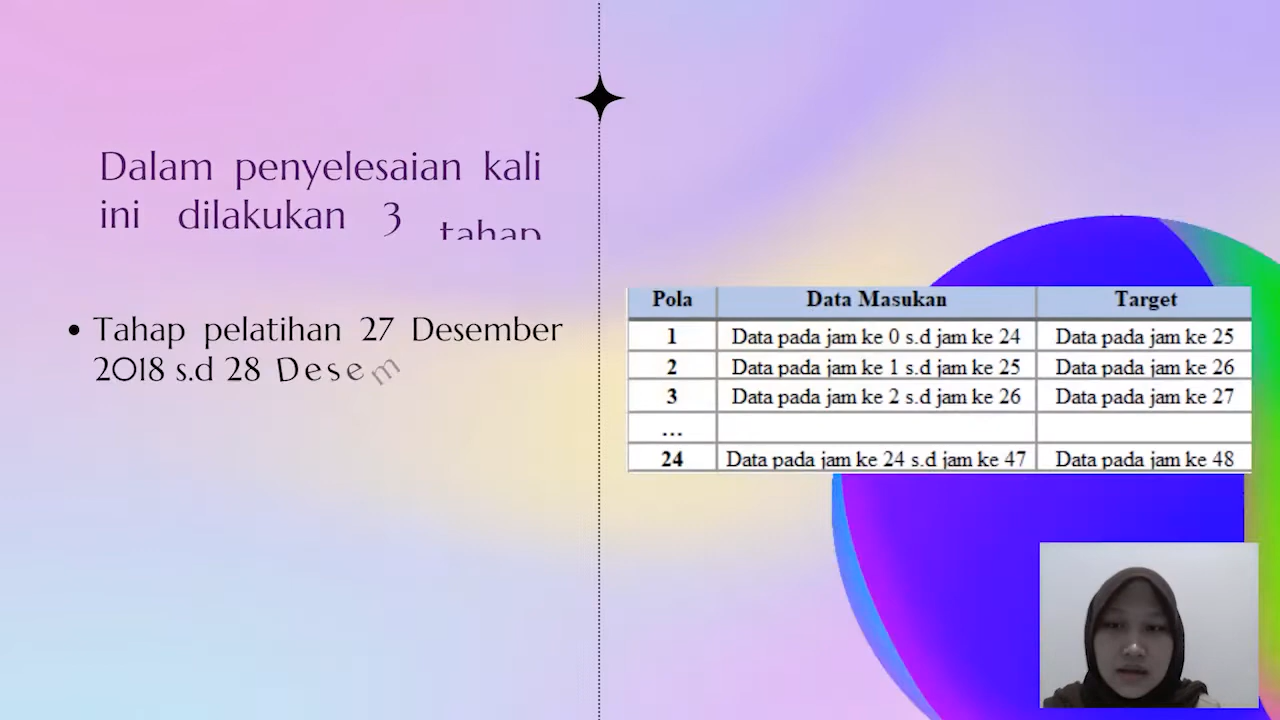 Dalam penyelesaian kali
ini dilakukan 3 tahap
• Tahap pelatihan 27 Desember
2018 s.d 28 Desem
Pola Data Masukan Target
1 Data pada jam ke 0 s.d jam ke 24 Data pada jam ke 25
2 Data pada jam ke 1 s.d jam ke 25 Data pada jam ke 26
3 Data pada jam ke 2 s.d jam ke 26 Data pada jam ke 27
...
24 Data pada jam ke 24 s.d jam ke 47 Data pada jam ke 48